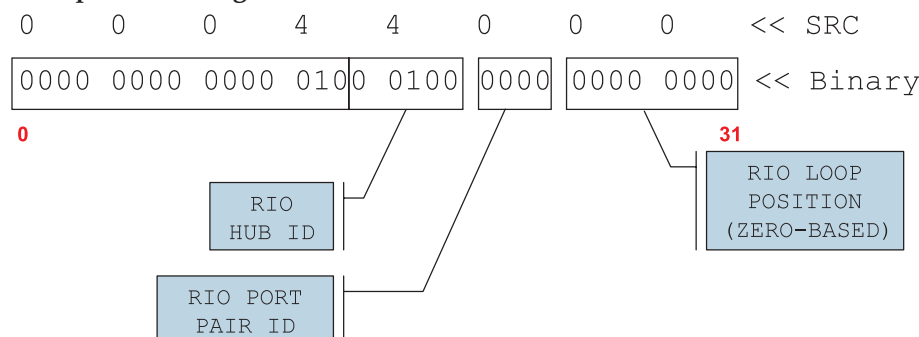 0 0 0 4 4 0 0 0 << SRC
0000 0000 0000 0100 0100 0000 0000 0000 << Binary
0 31
RIO LOOP
POSITION
(ZERO-BASED)
RIO
HUB ID
RIO PORT
PAIR ID